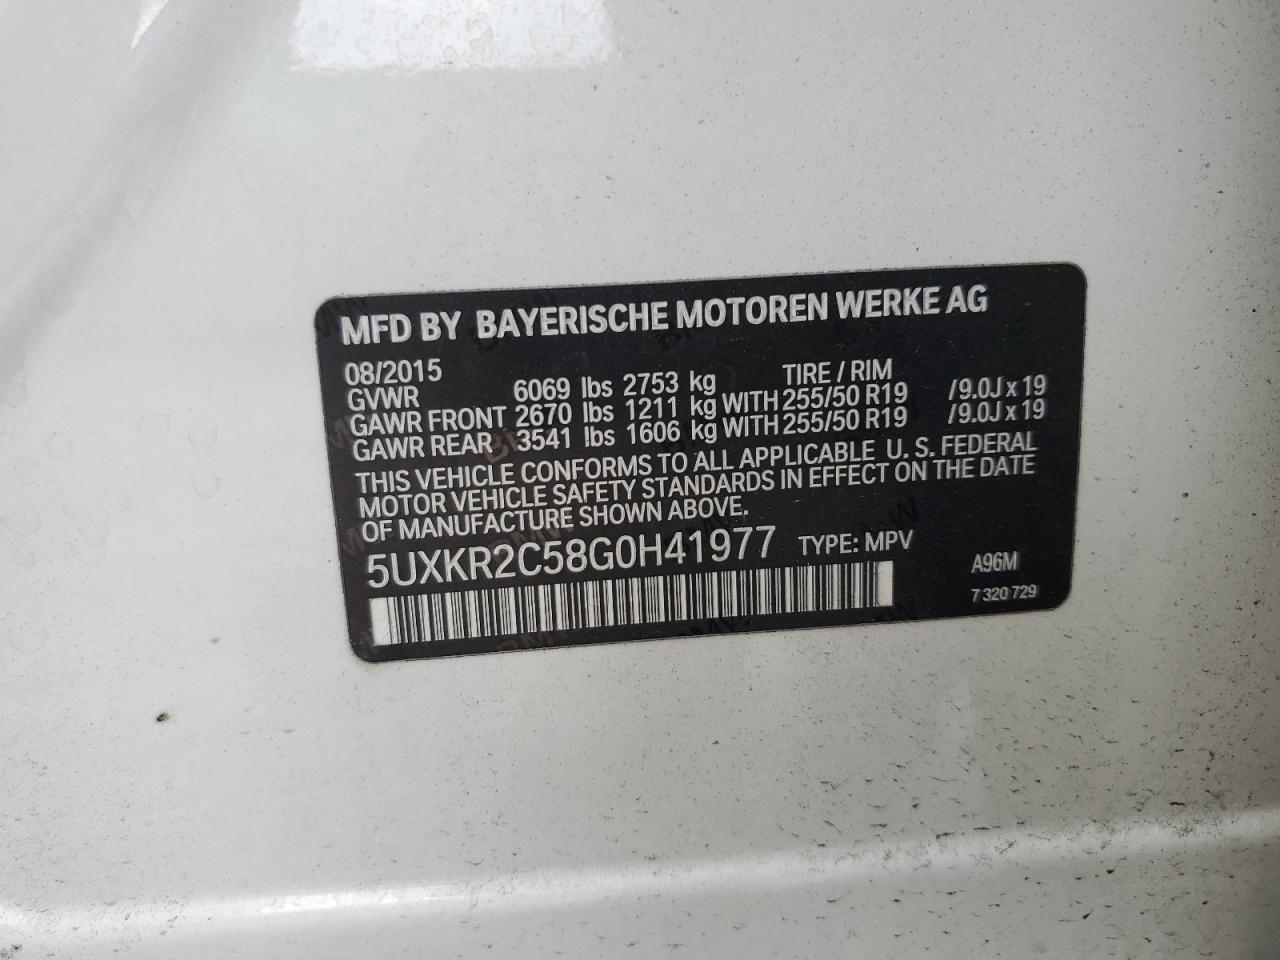 MFD BY BAYERISCHE MOTOREN WERKE AG
08/2015 TIRE / RIM
GVWR 6069 lbs 2753 kg
GAWR FRONT 2670 lbs 1211 kg WITH 255/50 R19 /9.0J x 19
GAWR REAR 3541 lbs 1606 kg WITH 255/50 R19 /9.0J x 19
THIS VEHICLE CONFORMS TO ALL APPLICABLE U. S. FEDERAL
MOTOR VEHICLE SAFETY STANDARDS IN EFFECT ON THE DATE
OF MANUFACTURE SHOWN ABOVE.
5UXKR2C58G0H41977 TYPE: MPV
A96M
7 320 729